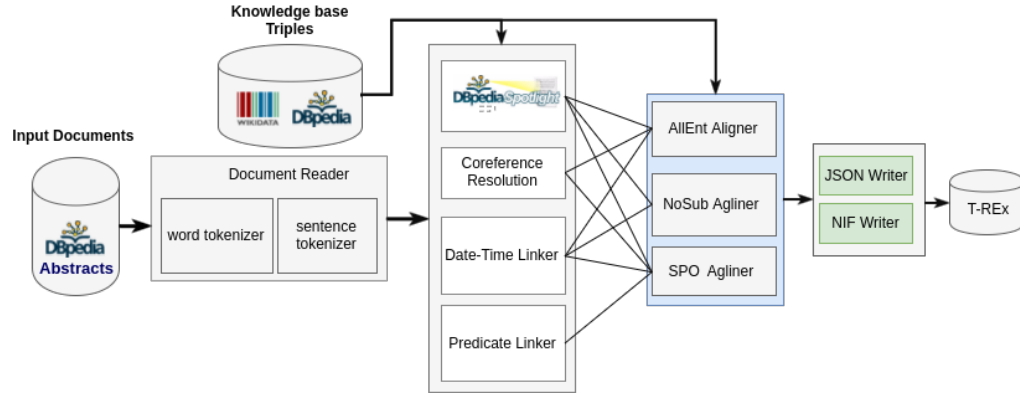 Knowledge base
Triples
WIKIDATA
DBpedia
Input Documents
DBpedia
Abstracts
Document Reader
word tokenizer
sentence
tokenizer
DBpedia Spotlight
Coreference
Resolution
Date-Time Linker
Predicate Linker
AllEnt Aligner
NoSub Agliner
SPO Agliner
JSON Writer
NIF Writer
T-REx